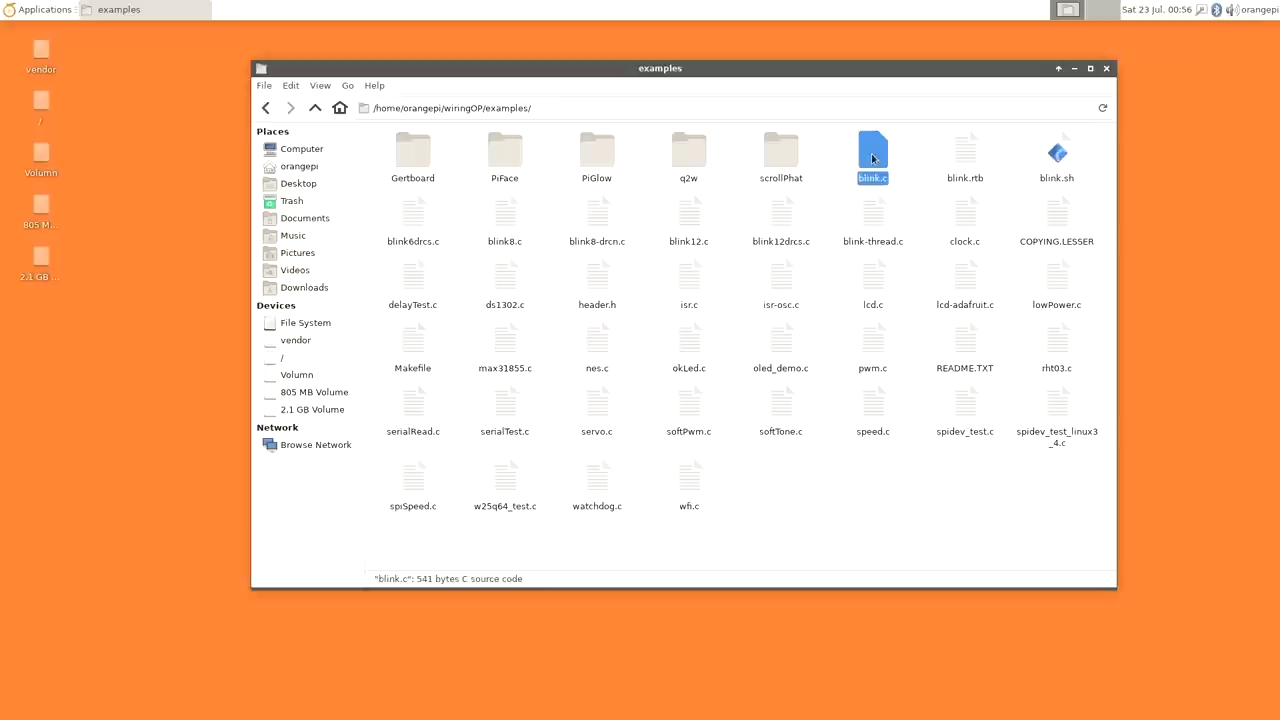 Applications
examples
Sat 23 Jul. 00:56
orangepi
vendor
/
Volumn
805 M...
2.1 GB ...
examples
File Edit View Go Help
/home/orangepi/wiringOP/examples/
Places
Computer
orangepi
Desktop
Trash
Documents
Music
Pictures
Videos
Downloads
Devices
File System
vendor
/
Volumn
805 MB Volume
2.1 GB Volume
Network
Browse Network
Gertboard PiFace PiGlow q2w scrollPhat blink.c blink.rtb blink.sh
blink6drcs.c blink8.c blink8-drcn.c blink12.c blink12drcs.c blink-thread.c clock.c COPYING.LESSER
delayTest.c ds1302.c header.h isr.c isr-osc.c lcd.c lcd-adafruit.c lowPower.c
Makefile max31855.c nes.c okLed.c oled_demo.c pwm.c README.TXT rht03.c
serialRead.c serialTest.c servo.c softPwm.c softTone.c speed.c spidev_test.c spidev_test_linux3
_4.c
spiSpeed.c w25q64_test.c watchdog.c wfi.c
"blink.c": 541 bytes C source code